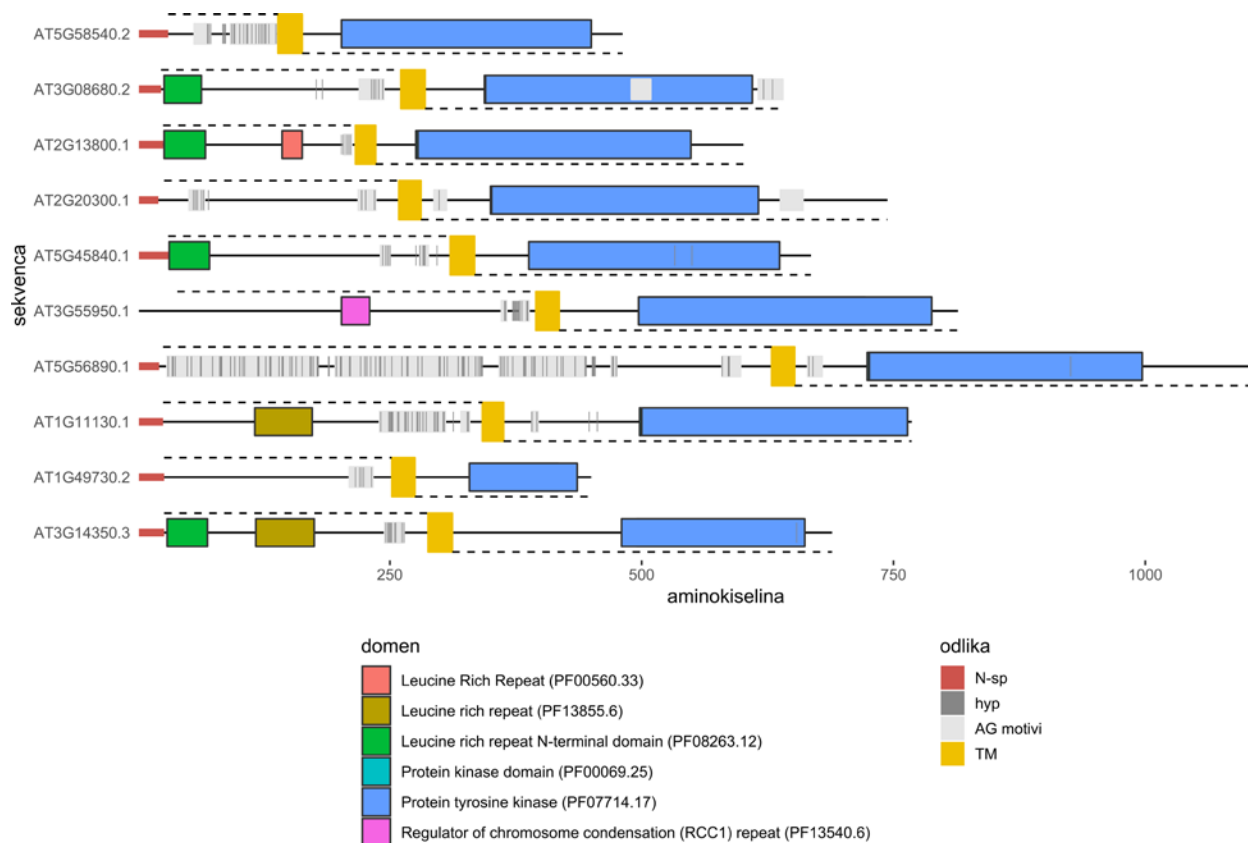 AT5G58540.2
AT3G08680.2
AT2G13800.1
AT2G20300.1
AT5G45840.1
AT3G55950.1
AT5G56890.1
AT1G11130.1
AT1G49730.2
AT3G14350.3
sekvenca
250 500 750 1000
aminokiselina
domen
Leucine Rich Repeat (PF00560.33)
Leucine rich repeat (PF13855.6)
Leucine rich repeat N-terminal domain (PF08263.12)
Protein kinase domain (PF00069.25)
Protein tyrosine kinase (PF07714.17)
Regulator of chromosome condensation (RCC1) repeat (PF13540.6)
odlika
N-sp
hyp
AG motivi
TM